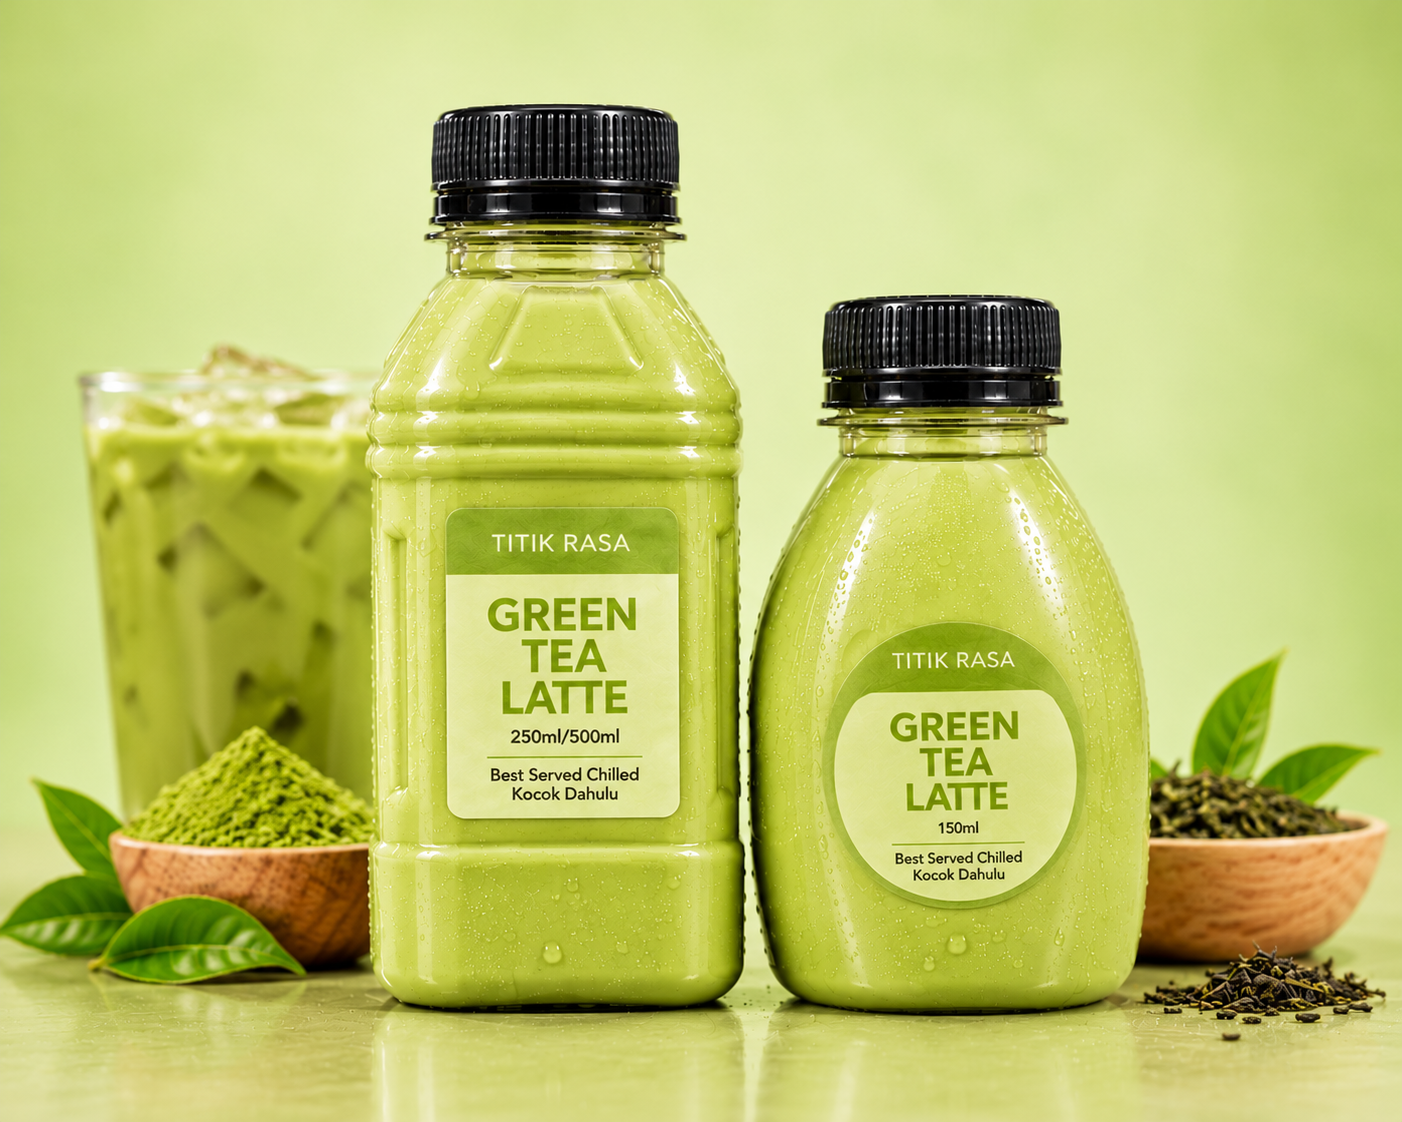 TITIK RASA
GREEN
TEA
LATTE
250ml/500ml
Best Served Chilled
Kocok Dahulu
TITIK RASA
GREEN
TEA
LATTE
150ml
Best Served Chilled
Kocok Dahulu